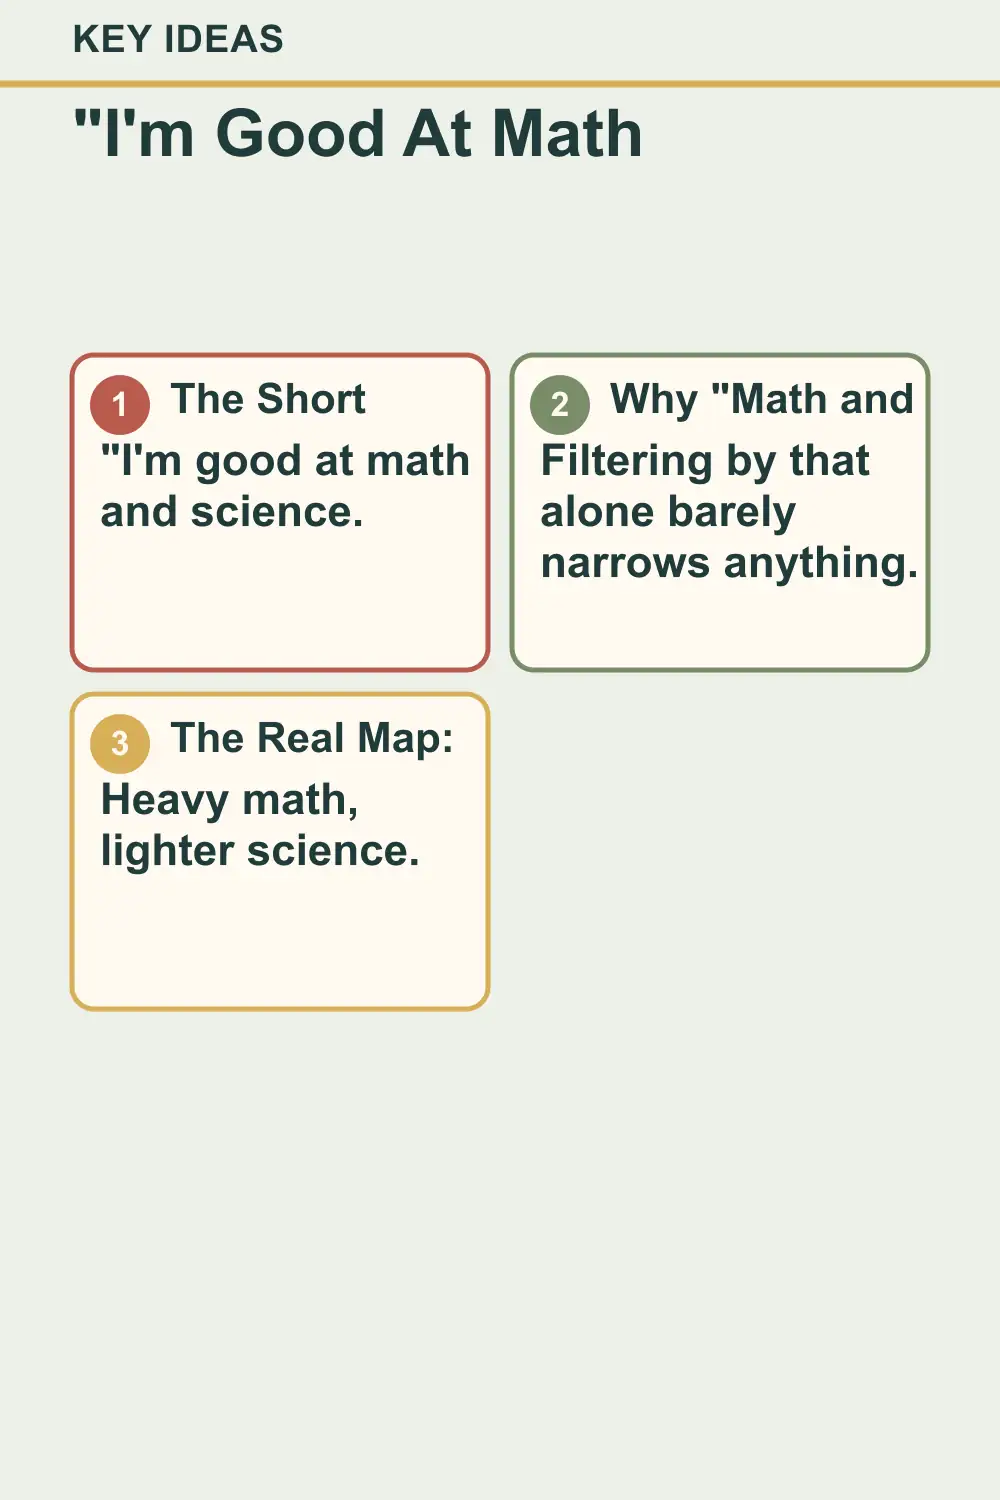 KEY IDEAS
"I'm Good At Math
1 The Short
"I'm good at math
and science.
2 Why "Math and
Filtering by that
alone barely
narrows anything.
3 The Real Map:
Heavy math,
lighter science.